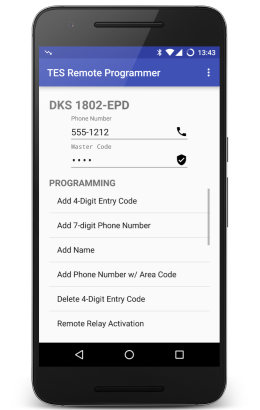 13:43
TES Remote Programmer
DKS 1802-EPD
Phone Number
555-1212
Master Code
••••
PROGRAMMING
Add 4-Digit Entry Code
Add 7-digit Phone Number
Add Name
Add Phone Number w/ Area Code
Delete 4-Digit Entry Code
Remote Relay Activation